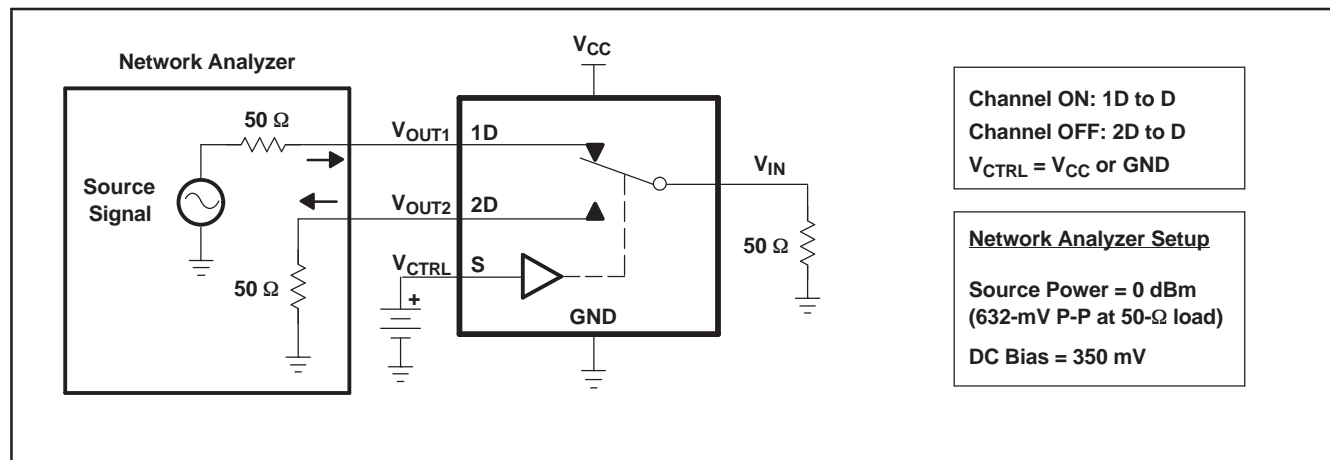 V_CC
Network Analyzer
50 Ω
V_OUT1 1D
V_IN
Source
Signal
V_OUT2 2D
50 Ω
V_CTRL S
50 Ω
+
GND
Channel ON: 1D to D
Channel OFF: 2D to D
V_CTRL = V_CC or GND
Network Analyzer Setup
Source Power = 0 dBm
(632-mV P-P at 50-Ω load)
DC Bias = 350 mV